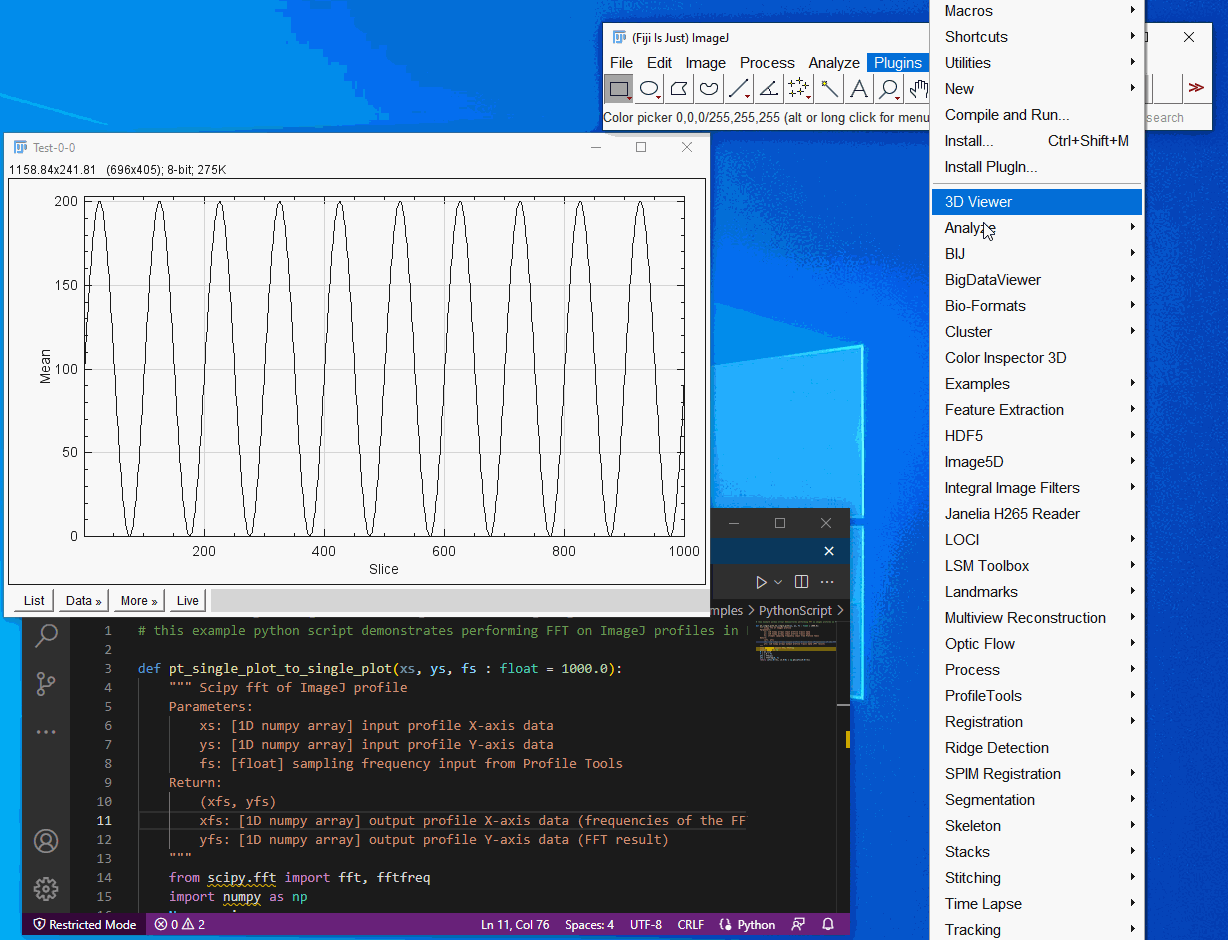 (Fiji Is Just) ImageJ
File Edit Image Process Analyze Plugins
Color picker 0,0,0/255,255,255 (alt or long click for menu
search
Test-0-0
1158.84x241.81 (696x405); 8-bit; 275K
200
150
100
50
0
Mean
200 400 600 800 1000
Slice
List Data » More » Live
mples > PythonScript >
1 # this example python script demonstrates performing FFT on ImageJ profiles in
2
3 def pt_single_plot_to_single_plot(xs, ys, fs : float = 1000.0):
4 """ Scipy fft of ImageJ profile
5 Parameters:
6 xs: [1D numpy array] input profile X-axis data
7 ys: [1D numpy array] input profile Y-axis data
8 fs: [float] sampling frequency input from Profile Tools
9 Return:
10 (xfs, yfs)
11 xfs: [1D numpy array] output profile X-axis data (frequencies of the FF
12 yfs: [1D numpy array] output profile Y-axis data (FFT result)
13 """
14 from scipy.fft import fft, fftfreq
15 import numpy as np
Restricted Mode 0 2 Ln 11, Col 76 Spaces: 4 UTF-8 CRLF Python
Macros
Shortcuts
Utilities
New
Compile and Run...
Install... Ctrl+Shift+M
Install PlugIn...
3D Viewer
Analyze
BIJ
BigDataViewer
Bio-Formats
Cluster
Color Inspector 3D
Examples
Feature Extraction
HDF5
Image5D
Integral Image Filters
Janelia H265 Reader
LOCI
LSM Toolbox
Landmarks
Multiview Reconstruction
Optic Flow
Process
ProfileTools
Registration
Ridge Detection
SPIM Registration
Segmentation
Skeleton
Stacks
Stitching
Time Lapse
Tracking